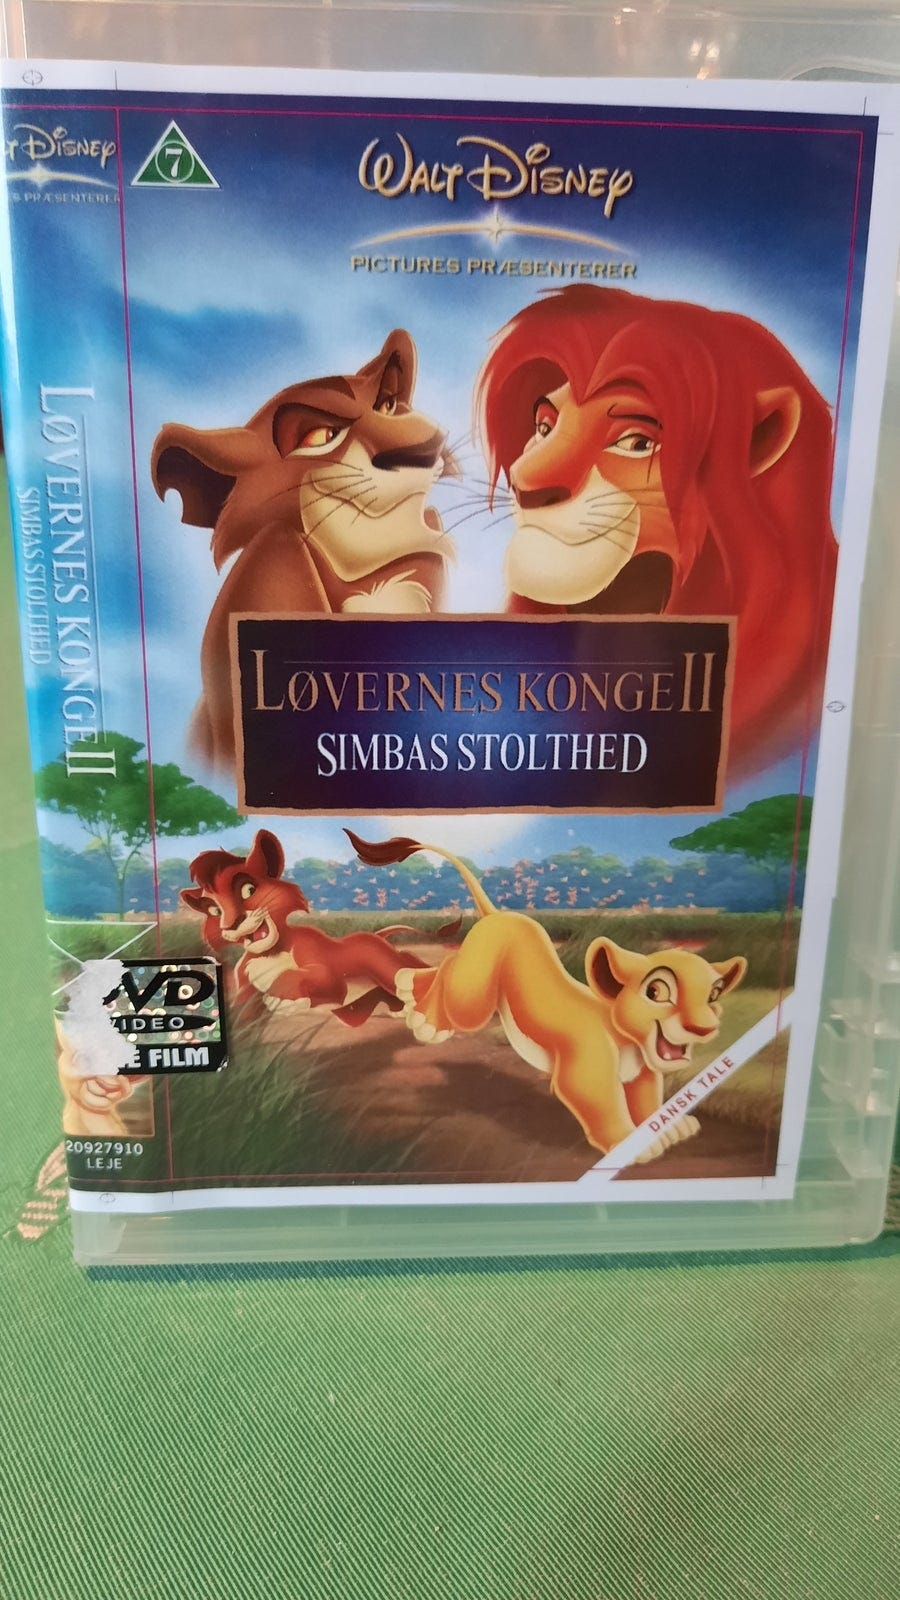 7
WALT DISNEY
PICTURES PRÆSENTERER
LØVERNES KONGE II
SIMBAS STOLTHED
DANSK TALE
DISNEY
PRÆSENTERER
LØVERNES KONGE II
SIMBAS STOLTHED
VIDEO
FILM
20927910
LEJE